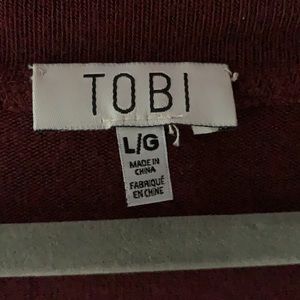 TOBI
L/G
MADE IN
CHINA
FABRIQUÉ
EN CHINE